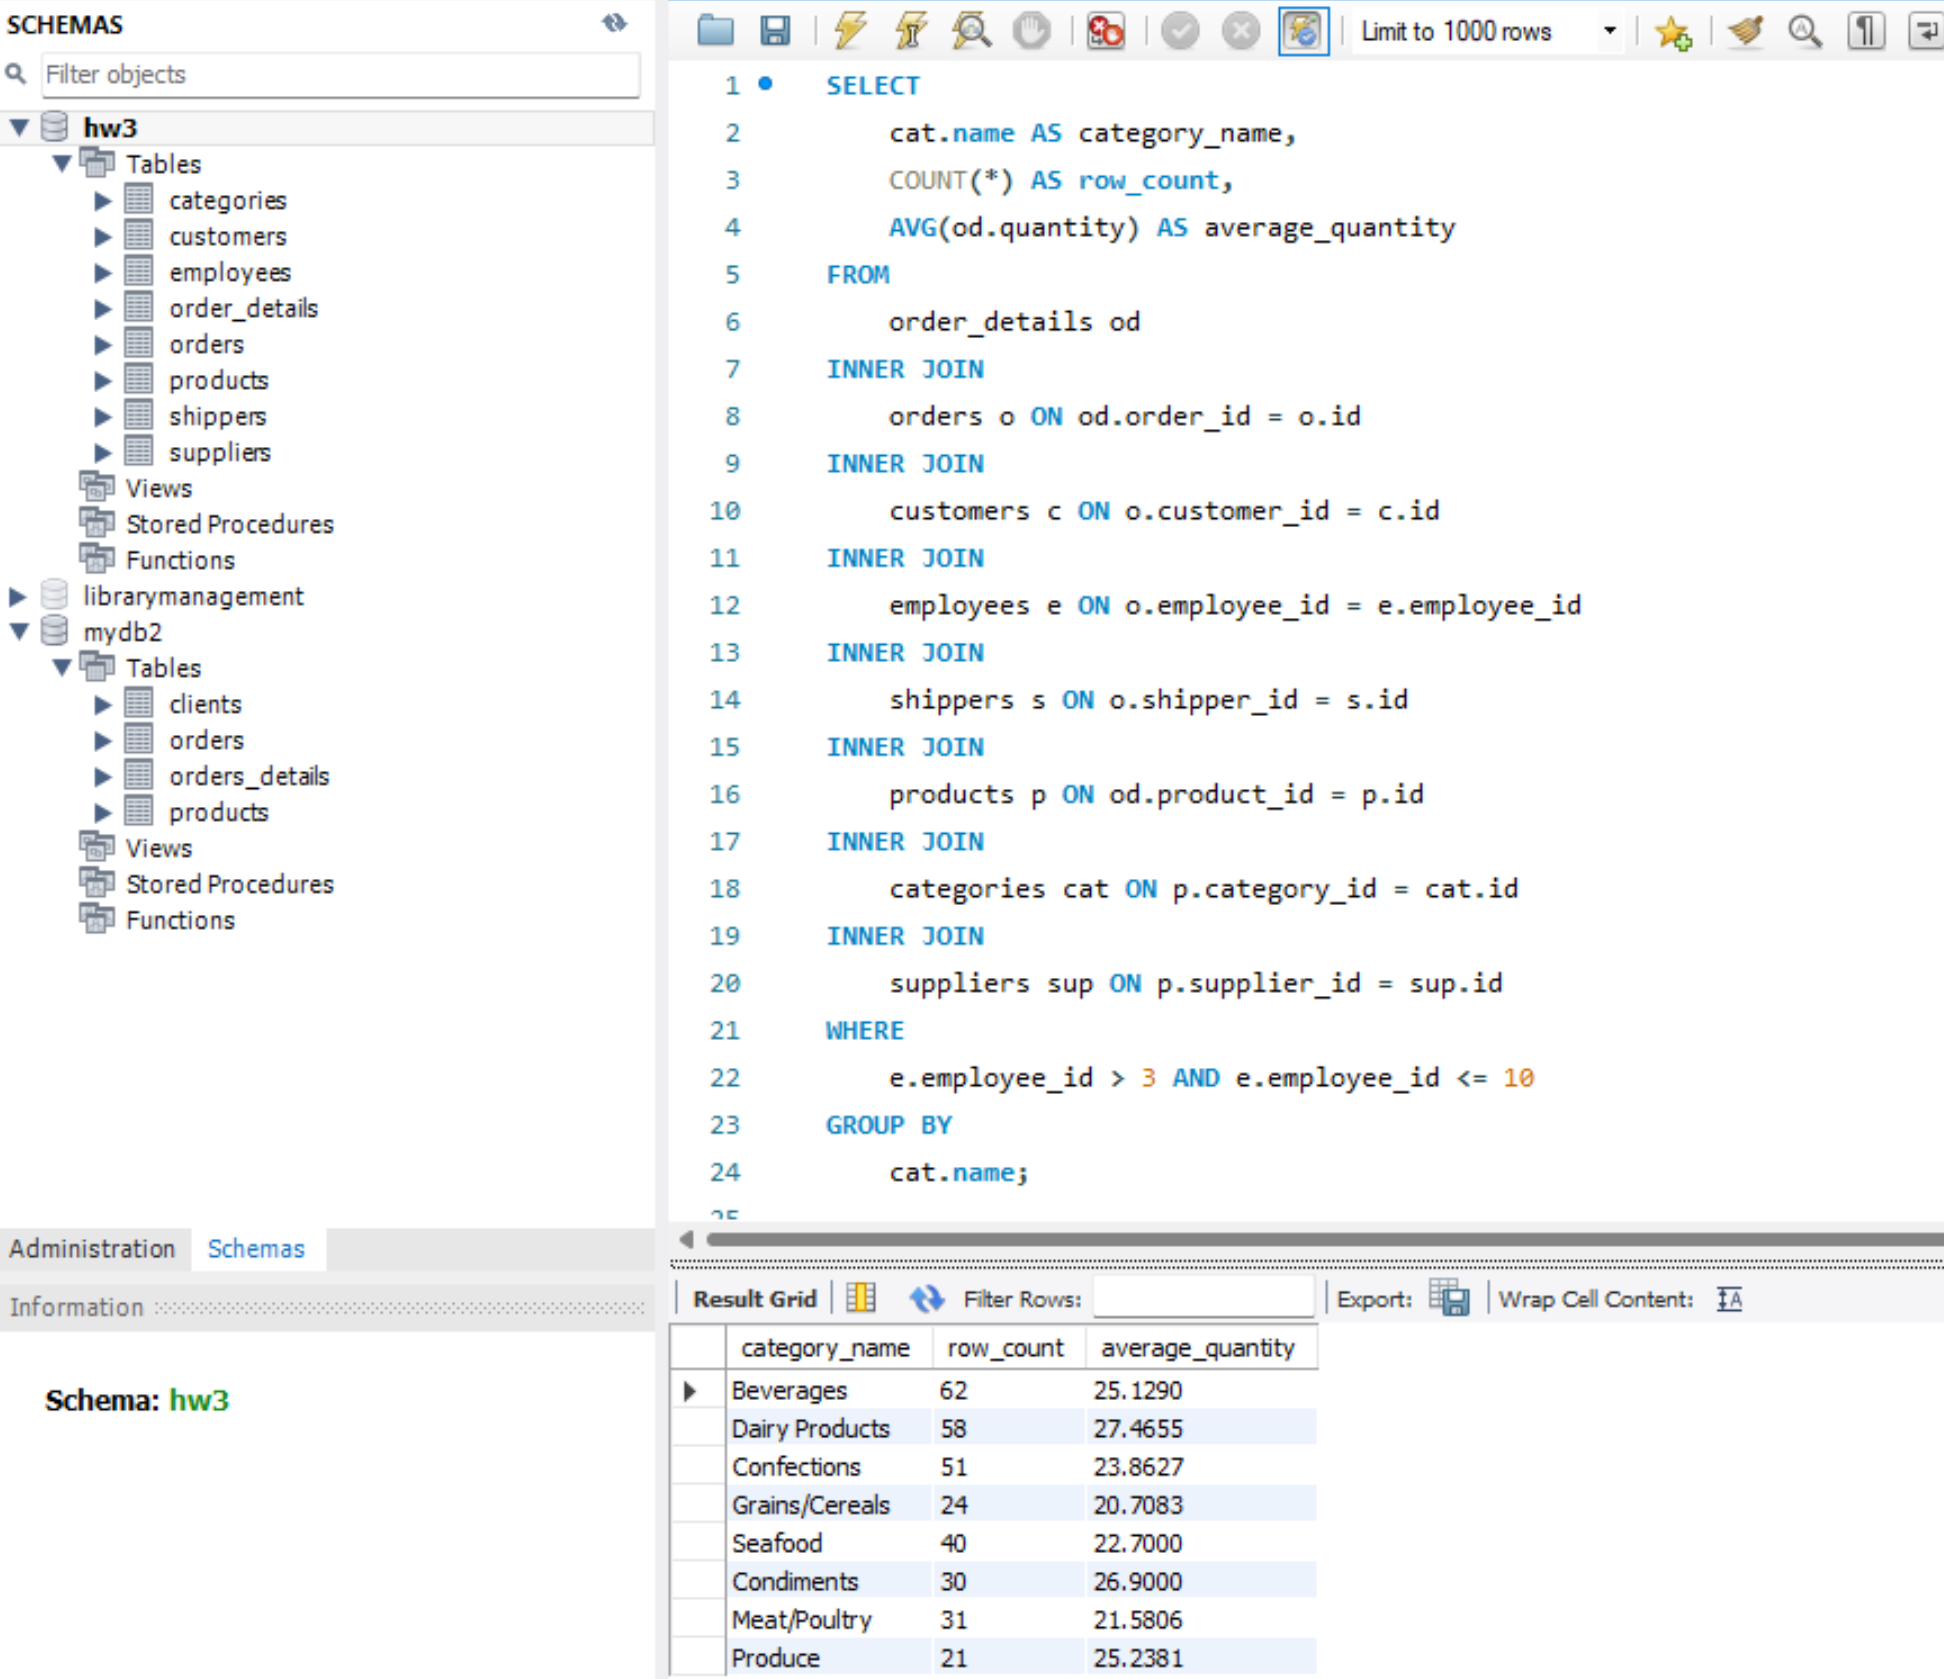 SCHEMAS
Filter objects
hw3
Tables
categories
customers
employees
order_details
orders
products
shippers
suppliers
Views
Stored Procedures
Functions
librarymanagement
mydb2
Tables
clients
orders
orders_details
products
Views
Stored Procedures
Functions
Administration Schemas
Information
Schema: hw3
Limit to 1000 rows
1 SELECT
2 cat.name AS category_name,
3 COUNT(*) AS row_count,
4 AVG(od.quantity) AS average_quantity
5 FROM
6 order_details od
7 INNER JOIN
8 orders o ON od.order_id = o.id
9 INNER JOIN
10 customers c ON o.customer_id = c.id
11 INNER JOIN
12 employees e ON o.employee_id = e.employee_id
13 INNER JOIN
14 shippers s ON o.shipper_id = s.id
15 INNER JOIN
16 products p ON od.product_id = p.id
17 INNER JOIN
18 categories cat ON p.category_id = cat.id
19 INNER JOIN
20 suppliers sup ON p.supplier_id = sup.id
21 WHERE
22 e.employee_id > 3 AND e.employee_id <= 10
23 GROUP BY
24 cat.name;
25
Result Grid Filter Rows: Export: Wrap Cell Content:
category_name row_count average_quantity
Beverages 62 25.1290
Dairy Products 58 27.4655
Confections 51 23.8627
Grains/Cereals 24 20.7083
Seafood 40 22.7000
Condiments 30 26.9000
Meat/Poultry 31 21.5806
Produce 21 25.2381